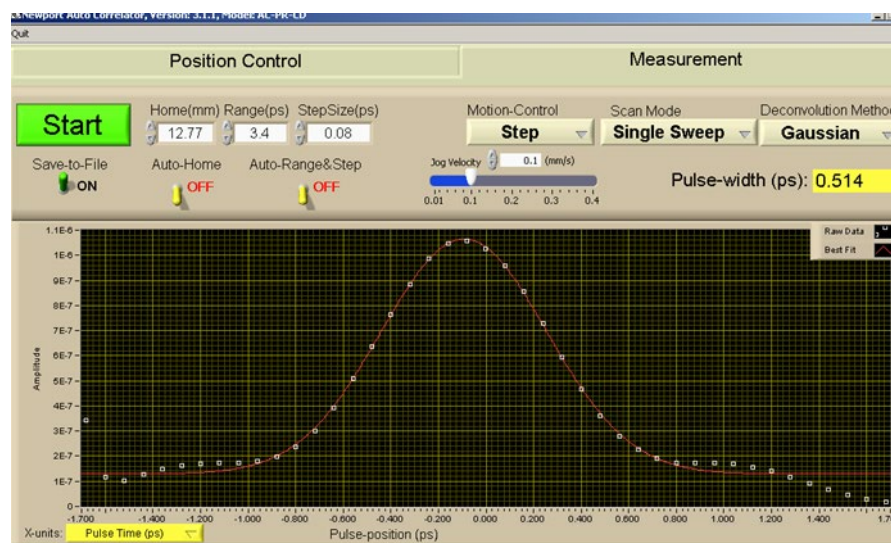 Newport Auto Correlator, Version: 3.1.1, Model: AC-PR-CD
Quit
Position Control Measurement
Start Home(mm) Range(ps) StepSize(ps) Motion-Control Scan Mode Deconvolution Metho
12.77 3.4 0.08 Step Single Sweep Gaussian
Save-to-File Auto-Home Auto-Range&Step Jog Velocity 0.1 (mm/s)
ON OFF OFF Pulse-width (ps): 0.514
0.01 0.1 0.2 0.3 0.4
Raw Data
Best Fit
1.1E-6
1E-6
9E-7
8E-7
7E-7
6E-7
5E-7
4E-7
3E-7
2E-7
1E-7
0
Amplitude
-1.700 -1.400 -1.200 -1.000 -0.800 -0.600 -0.400 -0.200 0.000 0.200 0.400 0.600 0.800 1.000 1.200 1.400 1.70
X-units: Pulse Time (ps) Pulse-position (ps)